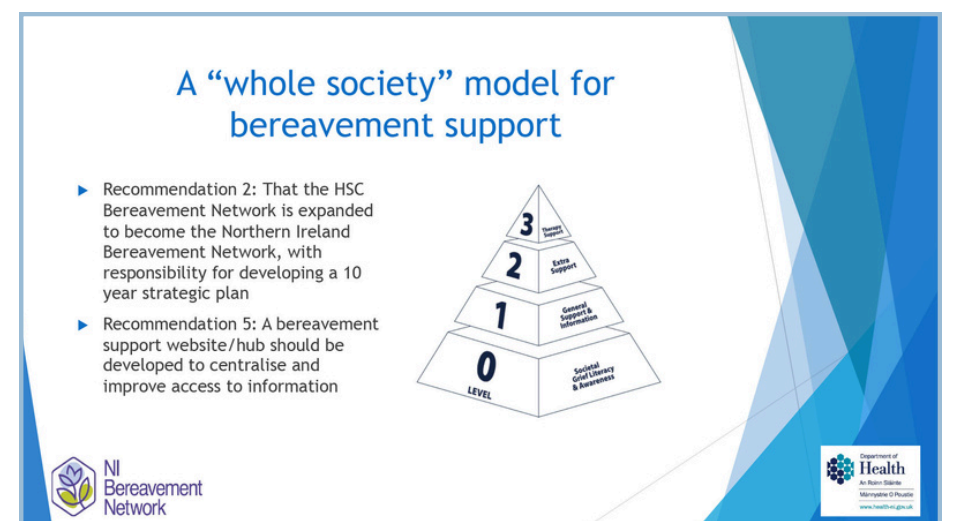 A “whole society” model for
bereavement support
Recommendation 2: That the HSC
Bereavement Network is expanded
to become the Northern Ireland
Bereavement Network, with
responsibility for developing a 10
year strategic plan
Recommendation 5: A bereavement
support website/hub should be
developed to centralise and
improve access to information
3
Therapy
Support
2
Extra
Support
1
General
Support &
Information
0
LEVEL
Societal
Grief Literacy
& Awareness
NI
Bereavement
Network
Department of
Health
An Roinn Sláinte
Männystrie O Poustie
www.health-ni.gov.uk